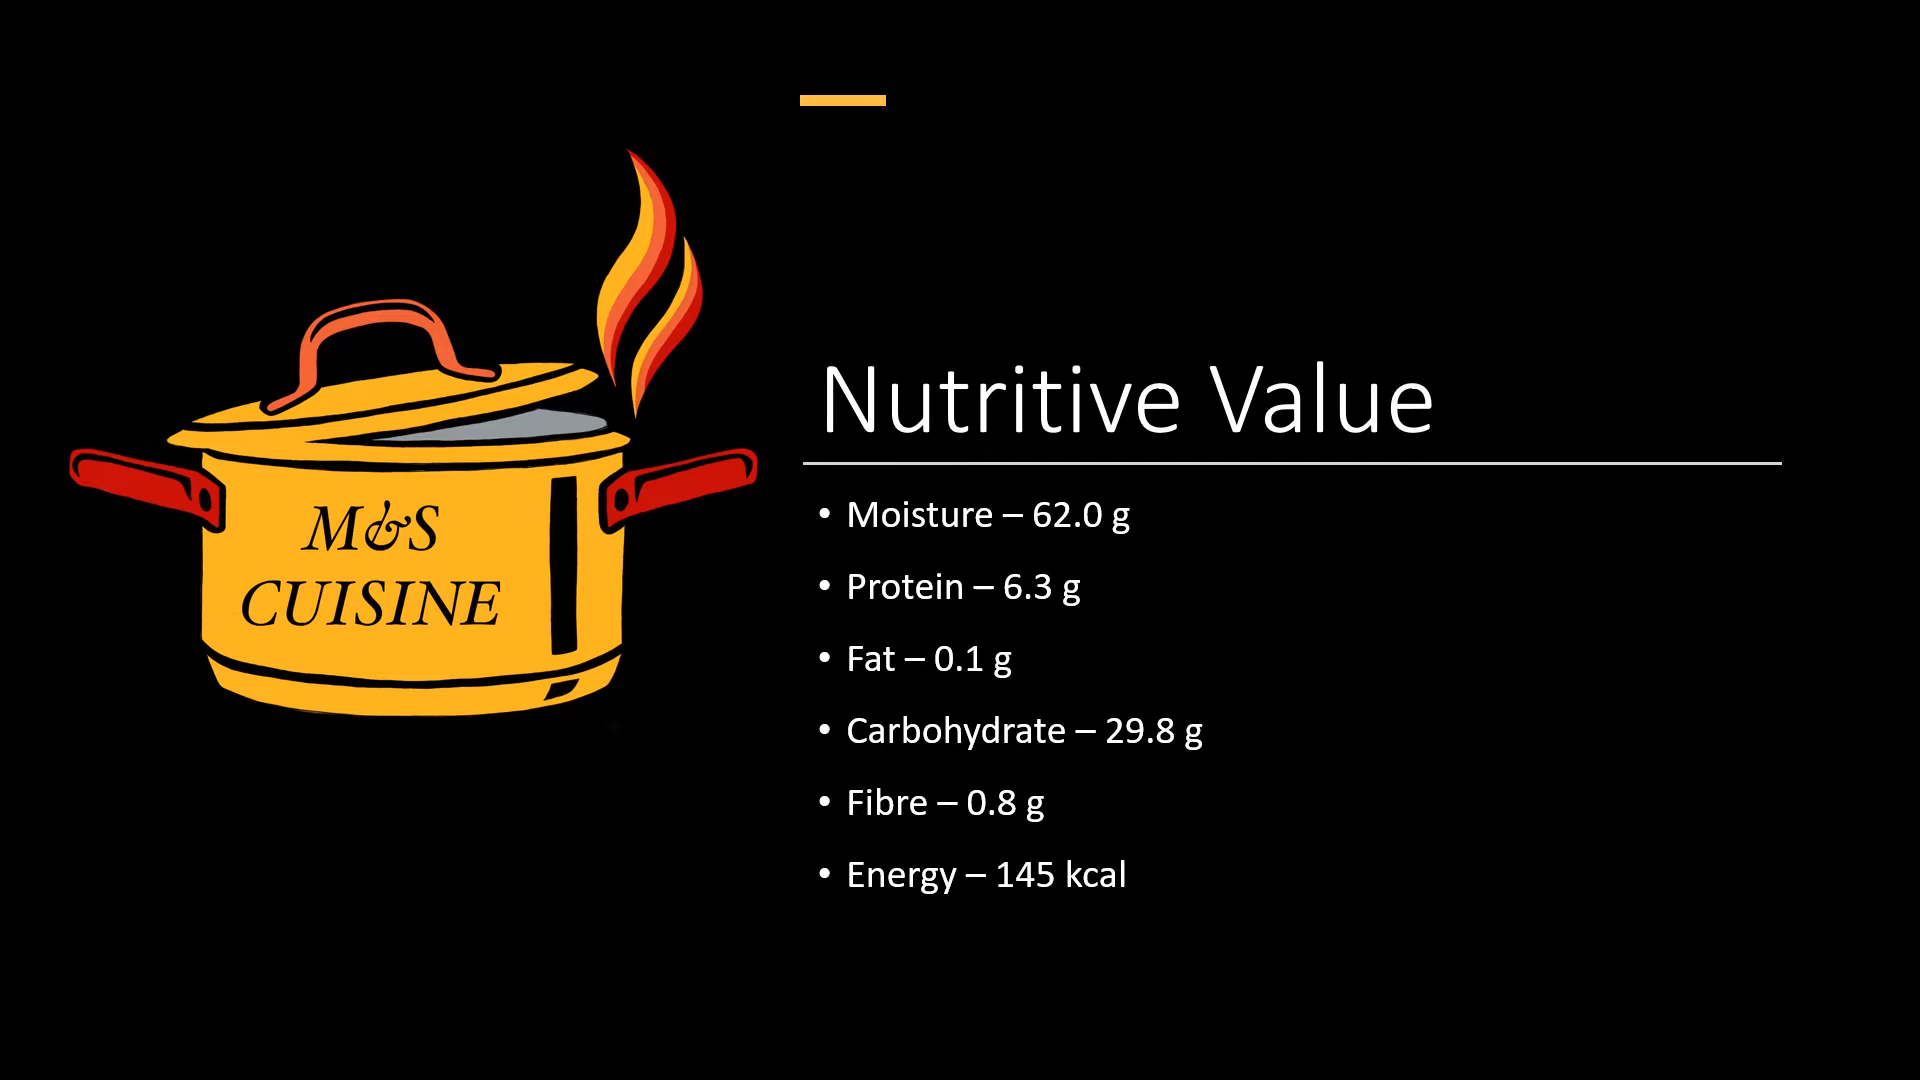 M&S
CUISINE
Nutritive Value
• Moisture – 62.0 g
• Protein – 6.3 g
• Fat – 0.1 g
• Carbohydrate – 29.8 g
• Fibre – 0.8 g
• Energy – 145 kcal